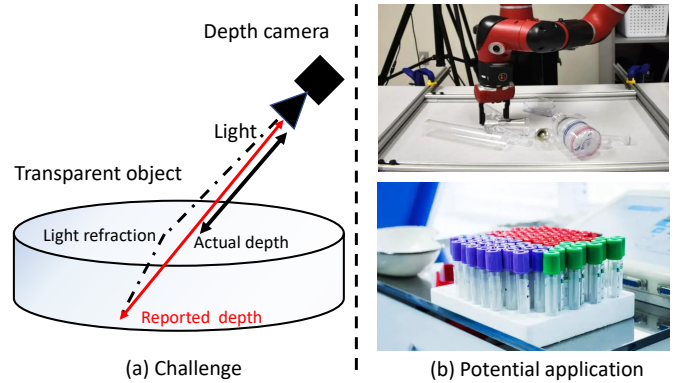 Depth camera
Light
Transparent object
Light refraction
Actual depth
Reported depth
(a) Challenge
(b) Potential application